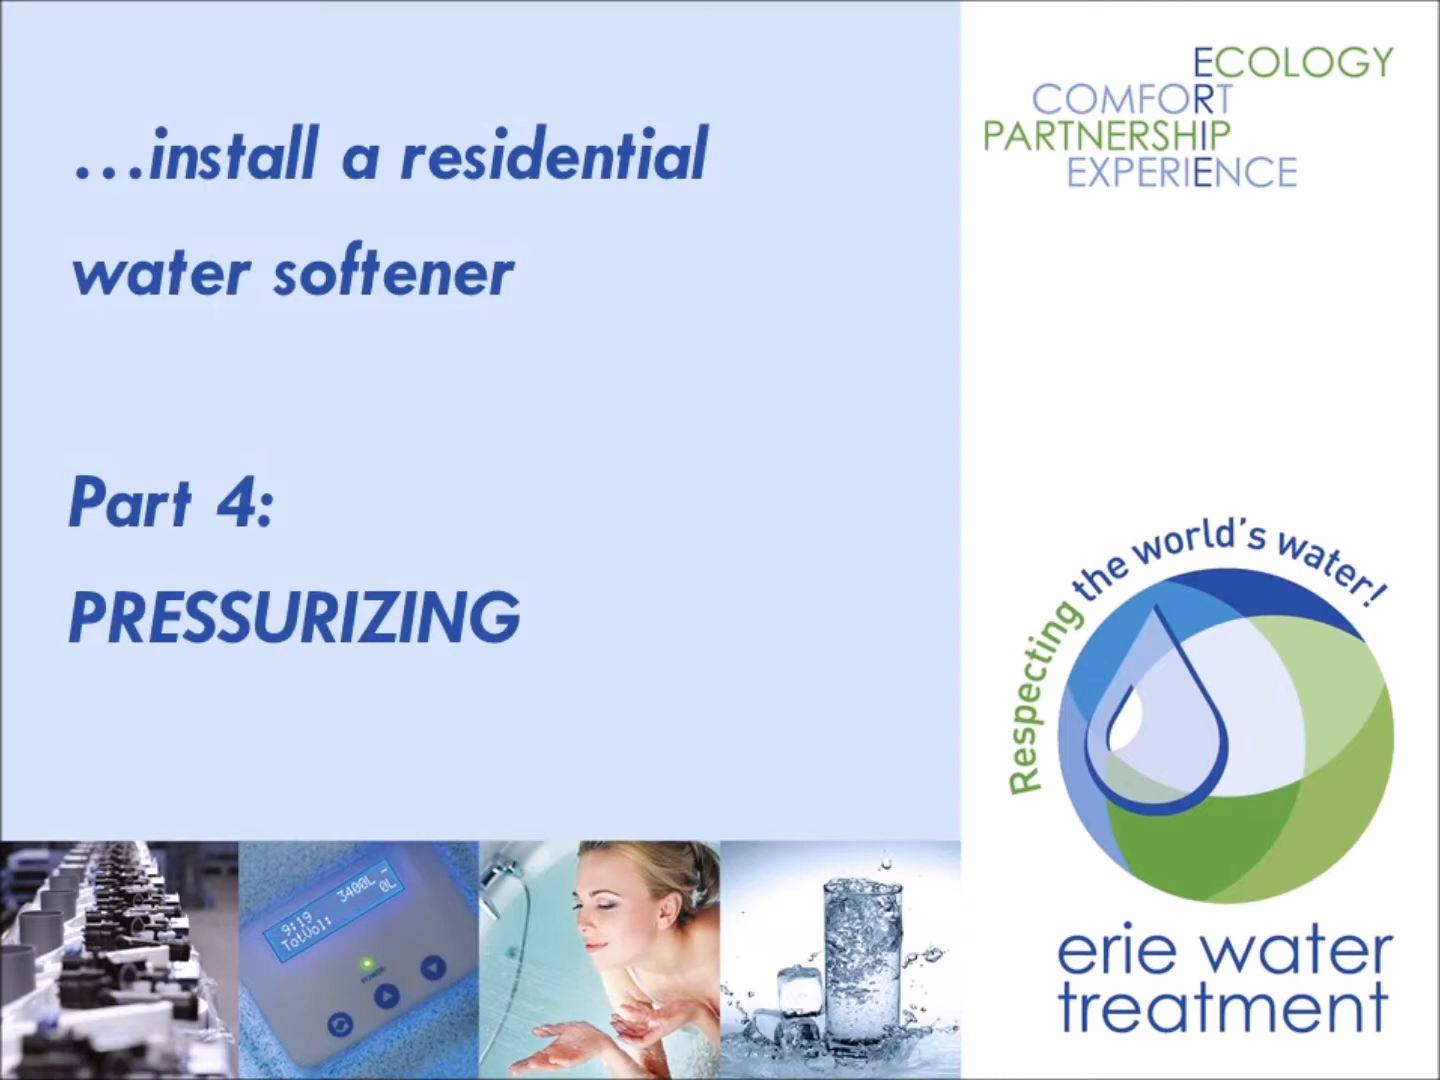 …install a residential
water softener
Part 4:
PRESSURIZING
ECOLOGY
COMFORT
PARTNERSHIP
EXPERIENCE
Respecting the world's water!
erie water
treatment
9:19 3400L
TotVol: 0L
POWER